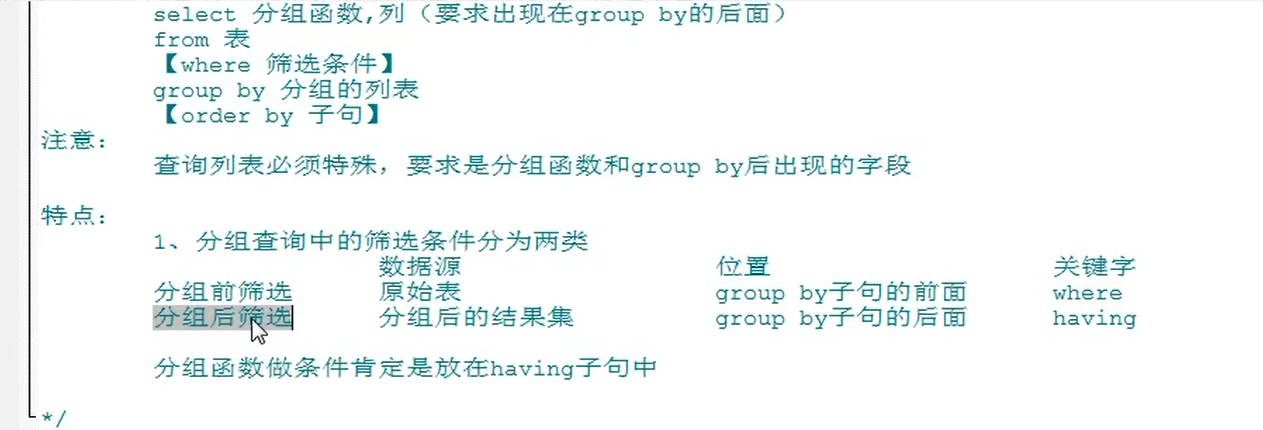 select 分组函数,列（要求出现在group by的后面）
from 表
【where 筛选条件】
group by 分组的列表
【order by 子句】
注意：
查询列表必须特殊，要求是分组函数和group by后出现的字段
特点：
1、分组查询中的筛选条件分为两类
数据源 位置 关键字
分组前筛选 原始表 group by子句的前面 where
分组后筛选 分组后的结果集 group by子句的后面 having
分组函数做条件肯定是放在having子句中
*/